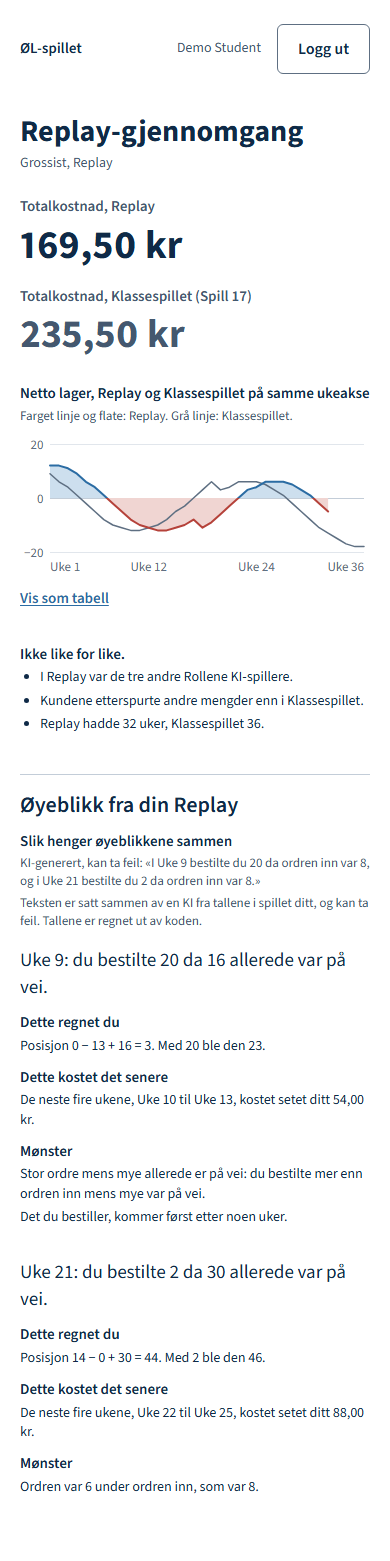 ØL-spillet
Demo Student
Logg ut
Replay-gjennomgang
Grossist, Replay
Totalkostnad, Replay
169,50 kr
Totalkostnad, Klassespillet (Spill 17)
235,50 kr
Netto lager, Replay og Klassespillet på samme ukeakse
Farget linje og flate: Replay. Grå linje: Klassespillet.
20
0
−20
Uke 1 Uke 12 Uke 24 Uke 36
Vis som tabell
Ikke like for like.
• I Replay var de tre andre Rollene KI-spillere.
• Kundene etterspurte andre mengder enn i Klassespillet.
• Replay hadde 32 uker, Klassespillet 36.
Øyeblikk fra din Replay
Slik henger øyeblikkene sammen
KI-generert, kan ta feil: «I Uke 9 bestilte du 20 da ordren inn var 8,
og i Uke 21 bestilte du 2 da ordren inn var 8.»
Teksten er satt sammen av en KI fra tallene i spillet ditt, og kan ta
feil. Tallene er regnet ut av koden.
Uke 9: du bestilte 20 da 16 allerede var på
vei.
Dette regnet du
Posisjon 0 − 13 + 16 = 3. Med 20 ble den 23.
Dette kostet det senere
De neste fire ukene, Uke 10 til Uke 13, kostet setet ditt 54,00
kr.
Mønster
Stor ordre mens mye allerede er på vei: du bestilte mer enn
ordren inn mens mye var på vei.
Det du bestiller, kommer først etter noen uker.
Uke 21: du bestilte 2 da 30 allerede var på
vei.
Dette regnet du
Posisjon 14 − 0 + 30 = 44. Med 2 ble den 46.
Dette kostet det senere
De neste fire ukene, Uke 22 til Uke 25, kostet setet ditt 88,00
kr.
Mønster
Ordren var 6 under ordren inn, som var 8.